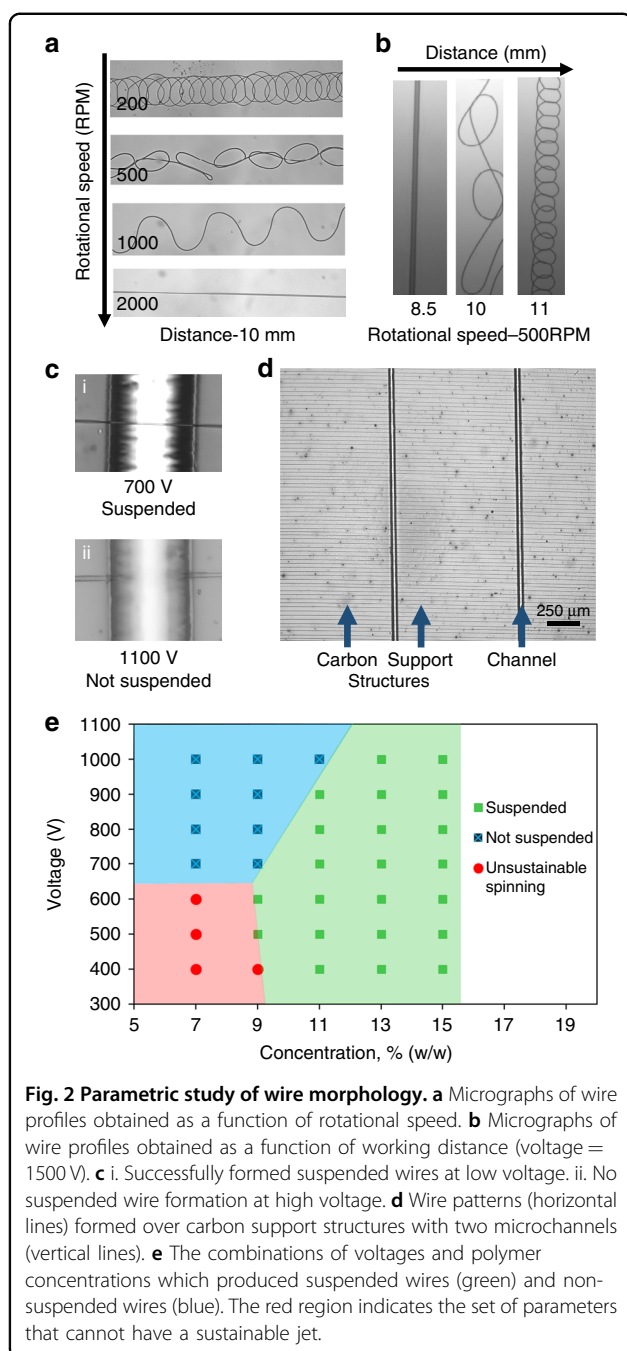 a
Rotational speed (RPM)
200
500
1000
2000
Distance-10 mm
b
Distance (mm)
8.5 10 11
Rotational speed–500RPM
c
i
700 V
Suspended
ii
1100 V
Not suspended
d
250 µm
Carbon Support
Structures
Channel
e
Voltage (V)
1100
1000
900
800
700
600
500
400
300
5 7 9 11 13 15 17 19
Concentration, % (w/w)
Suspended
Not suspended
Unsustainable
spinning
Fig. 2 Parametric study of wire morphology. a Micrographs of wire
profiles obtained as a function of rotational speed. b Micrographs of
wire profiles obtained as a function of working distance (voltage =
1500 V). c i. Successfully formed suspended wires at low voltage. ii. No
suspended wire formation at high voltage. d Wire patterns (horizontal
lines) formed over carbon support structures with two microchannels
(vertical lines). e The combinations of voltages and polymer
concentrations which produced suspended wires (green) and non-
suspended wires (blue). The red region indicates the set of parameters
that cannot have a sustainable jet.